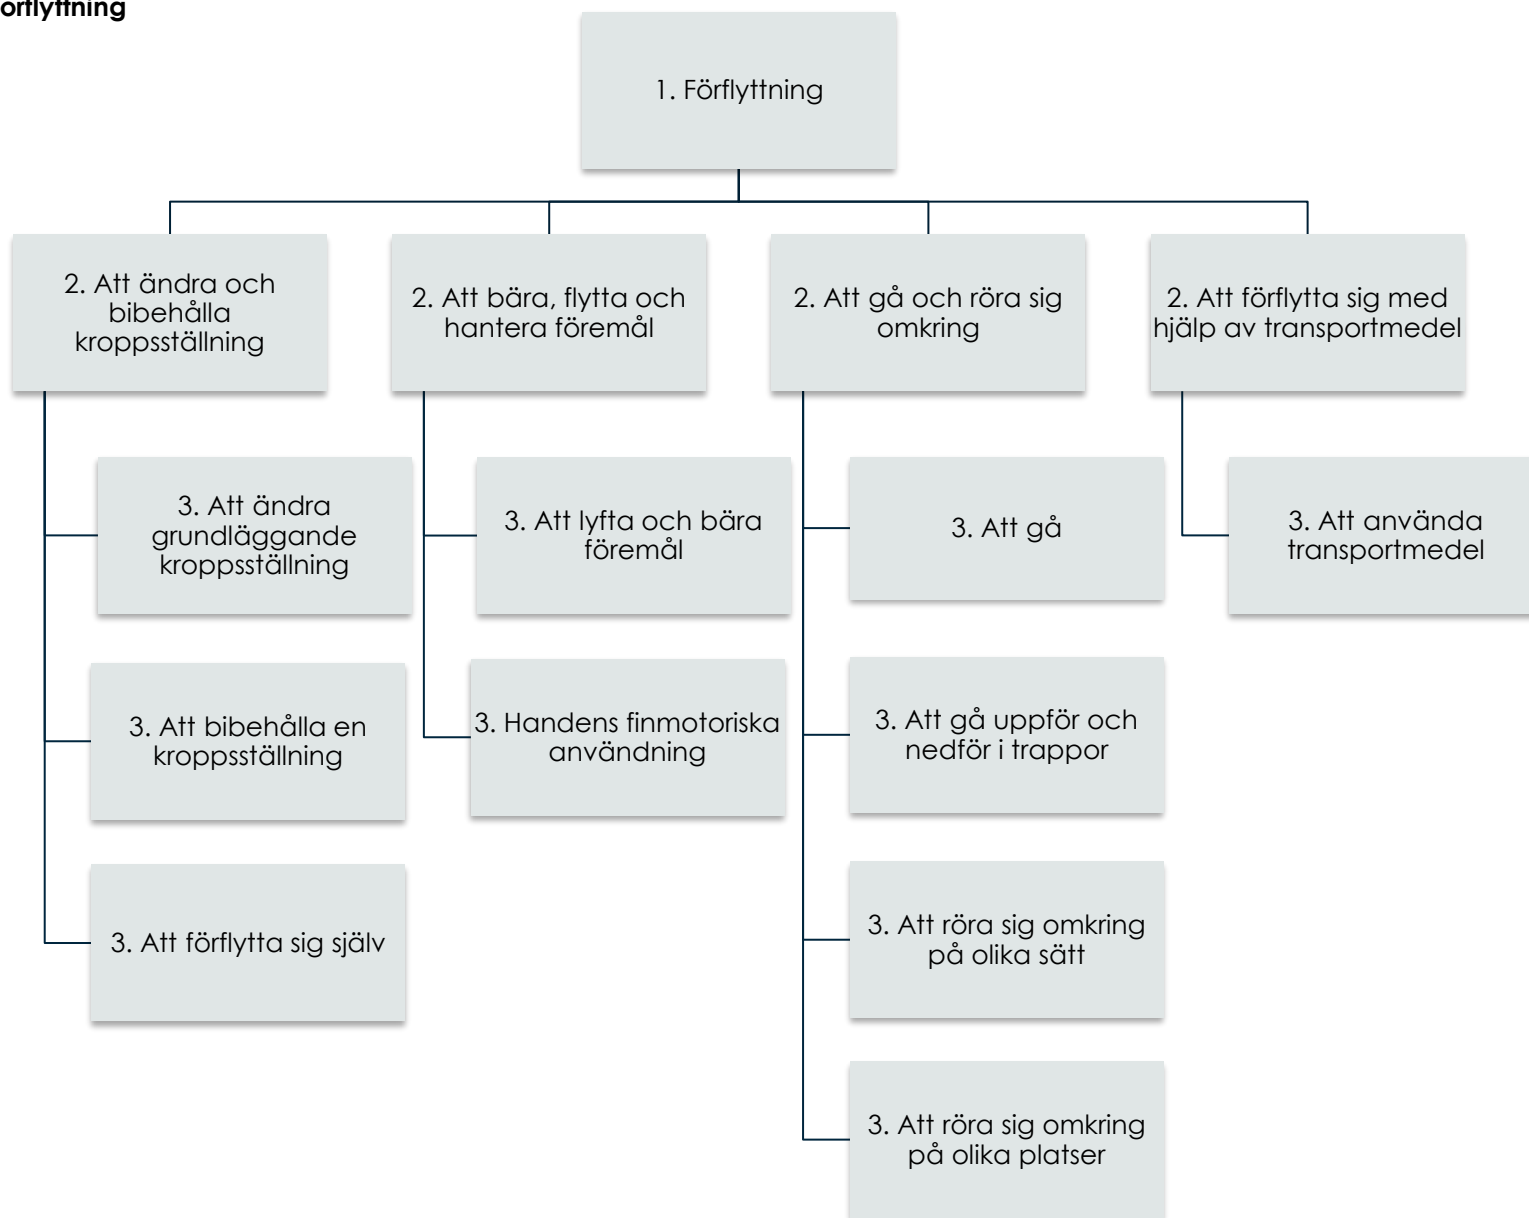 orflyttning
1. Förflyttning
2. Att ändra och
bibehålla
kroppsställning
2. Att bära, flytta och
hantera föremål
2. Att gå och röra sig
omkring
2. Att förflytta sig med
hjälp av transportmedel
3. Att ändra
grundläggande
kroppsställning
3. Att lyfta och bära
föremål
3. Att gå
3. Att använda
transportmedel
3. Att bibehålla en
kroppsställning
3. Handens finmotoriska
användning
3. Att gå uppför och
nedför i trappor
3. Att förflytta sig själv
3. Att röra sig omkring
på olika sätt
3. Att röra sig omkring
på olika platser